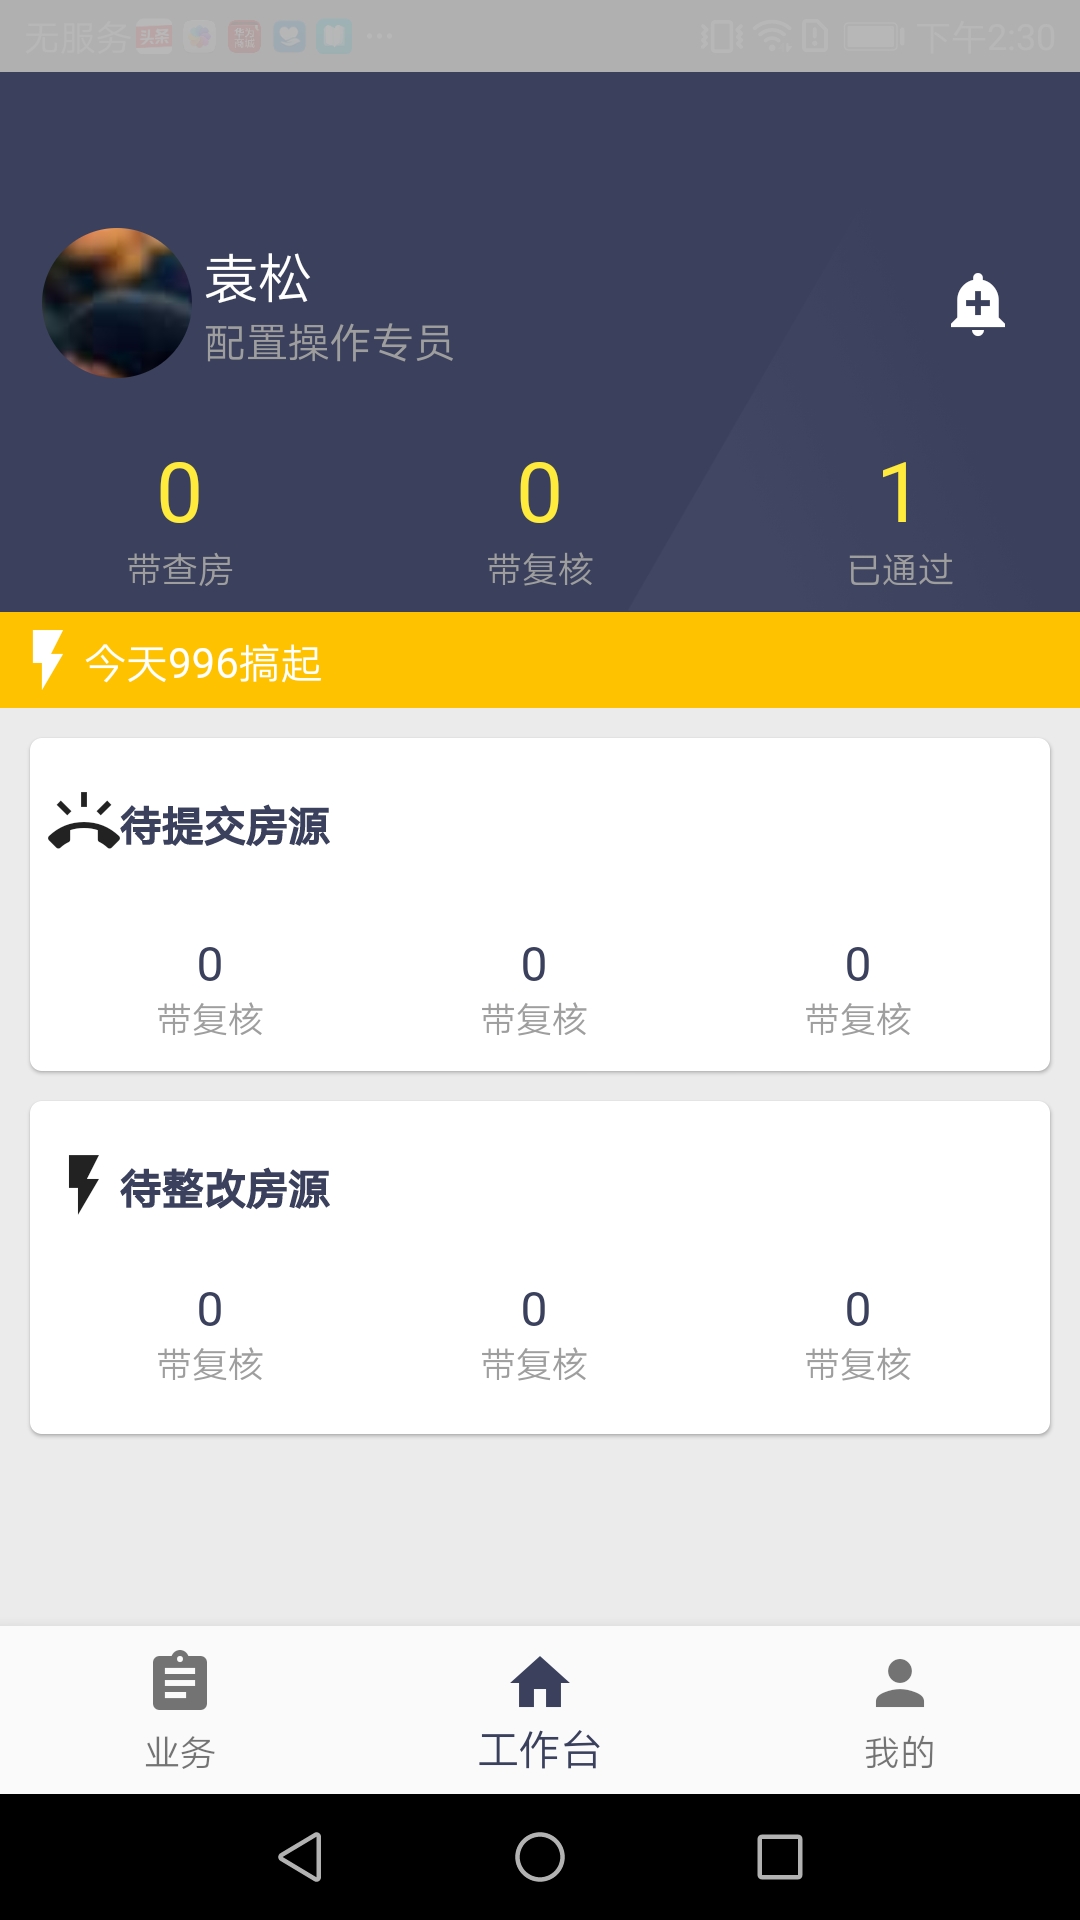 无服务 头条 华为商城 ... 下午2:30
袁松
配置操作专员
0 0 1
带查房 带复核 已通过
今天996搞起
待提交房源
0 0 0
带复核 带复核 带复核
待整改房源
0 0 0
带复核 带复核 带复核
业务 工作台 我的